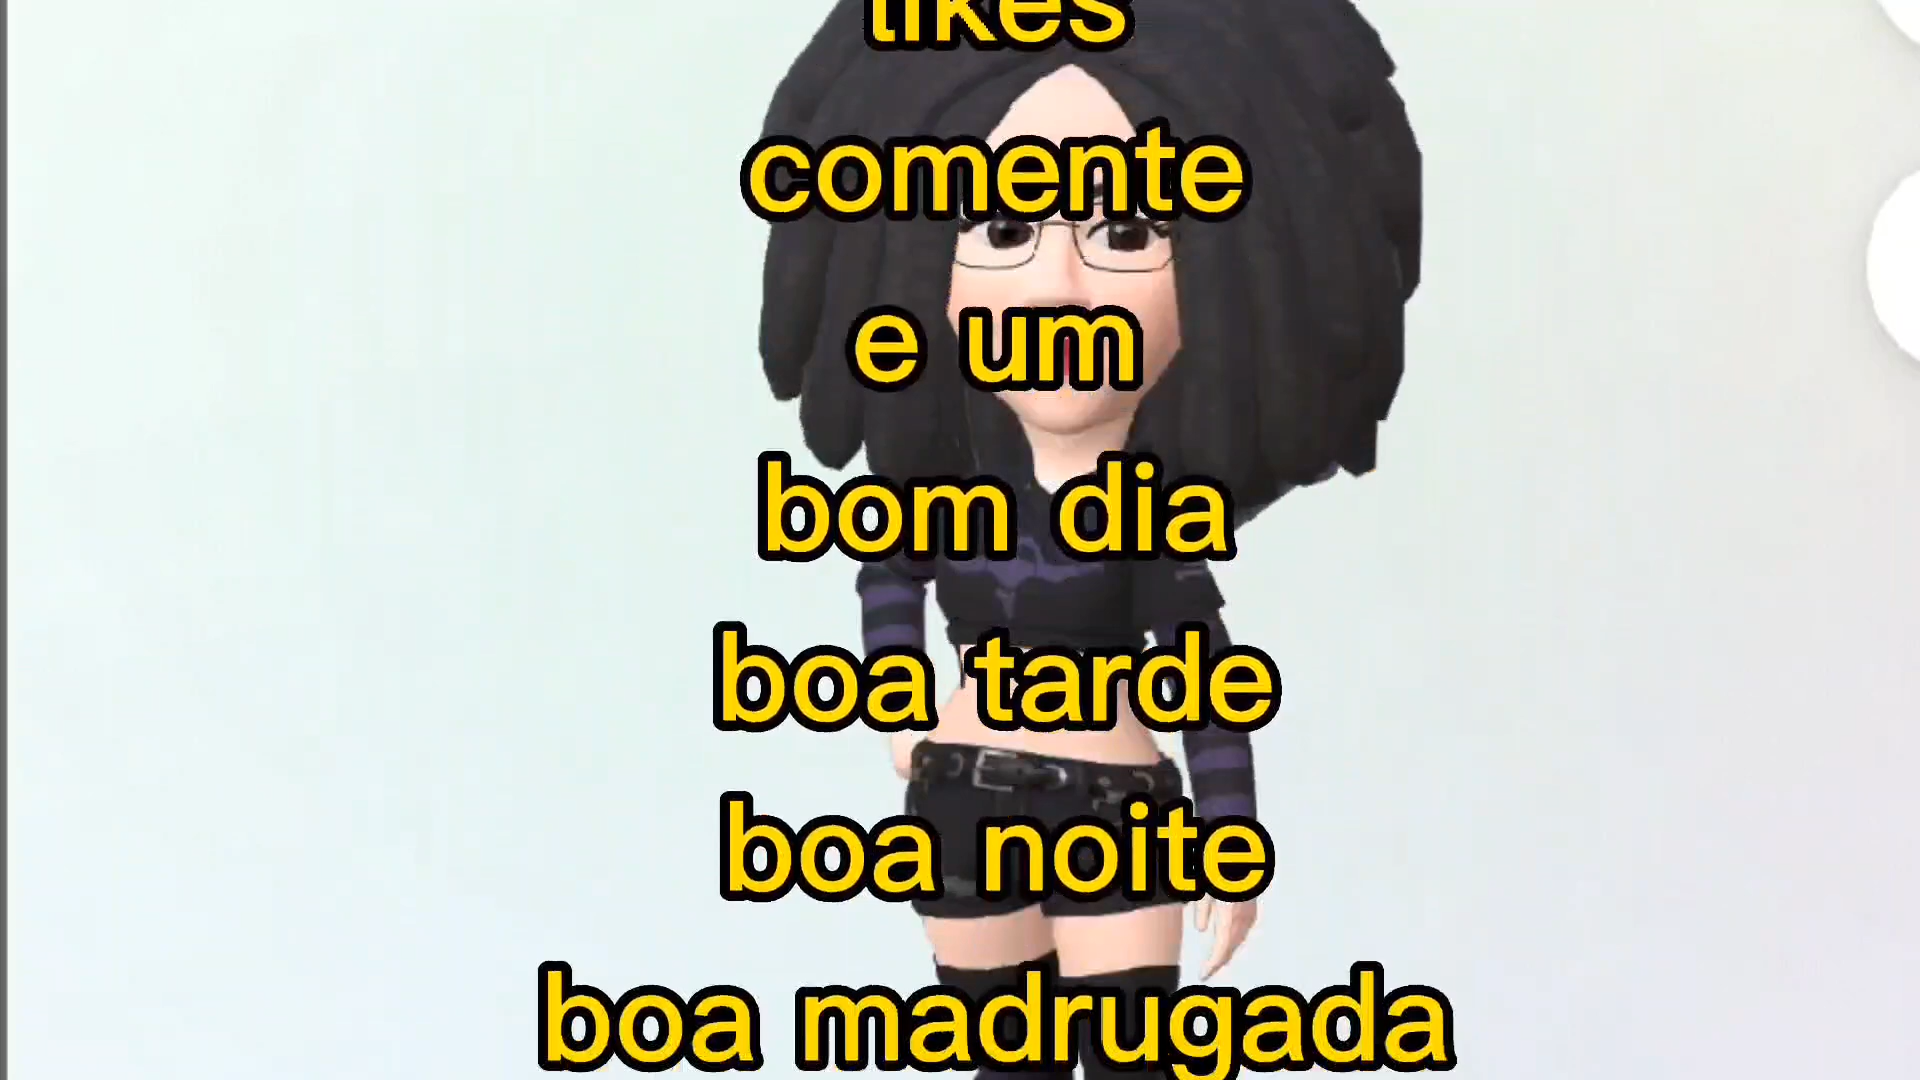 likes
comente
e um
bom dia
boa tarde
boa noite
boa madrugada